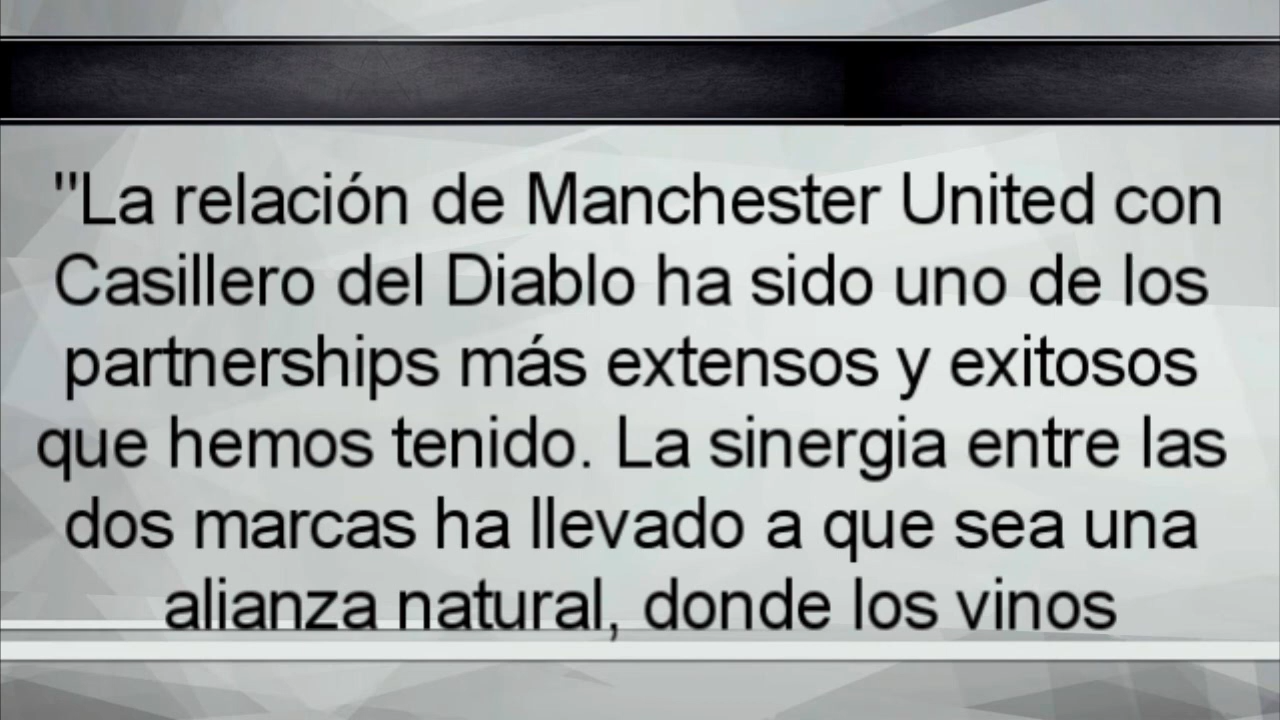 "La relación de Manchester United con
Casillero del Diablo ha sido uno de los
partnerships más extensos y exitosos
que hemos tenido. La sinergia entre las
dos marcas ha llevado a que sea una
alianza natural, donde los vinos